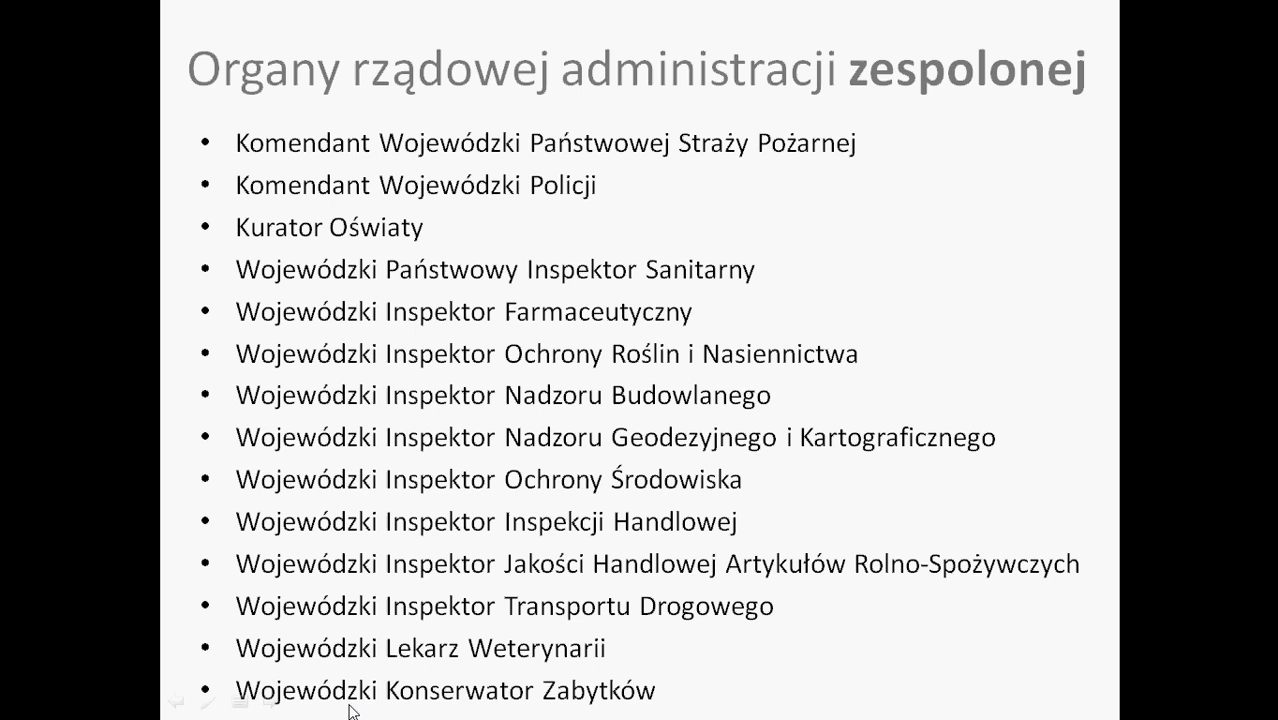 Organy rządowej administracji zespolonej
• Komendant Wojewódzki Państwowej Straży Pożarnej
• Komendant Wojewódzki Policji
• Kurator Oświaty
• Wojewódzki Państwowy Inspektor Sanitarny
• Wojewódzki Inspektor Farmaceutyczny
• Wojewódzki Inspektor Ochrony Roślin i Nasiennictwa
• Wojewódzki Inspektor Nadzoru Budowlanego
• Wojewódzki Inspektor Nadzoru Geodezyjnego i Kartograficznego
• Wojewódzki Inspektor Ochrony Środowiska
• Wojewódzki Inspektor Inspekcji Handlowej
• Wojewódzki Inspektor Jakości Handlowej Artykułów Rolno-Spożywczych
• Wojewódzki Inspektor Transportu Drogowego
• Wojewódzki Lekarz Weterynarii
• Wojewódzki Konserwator Zabytków